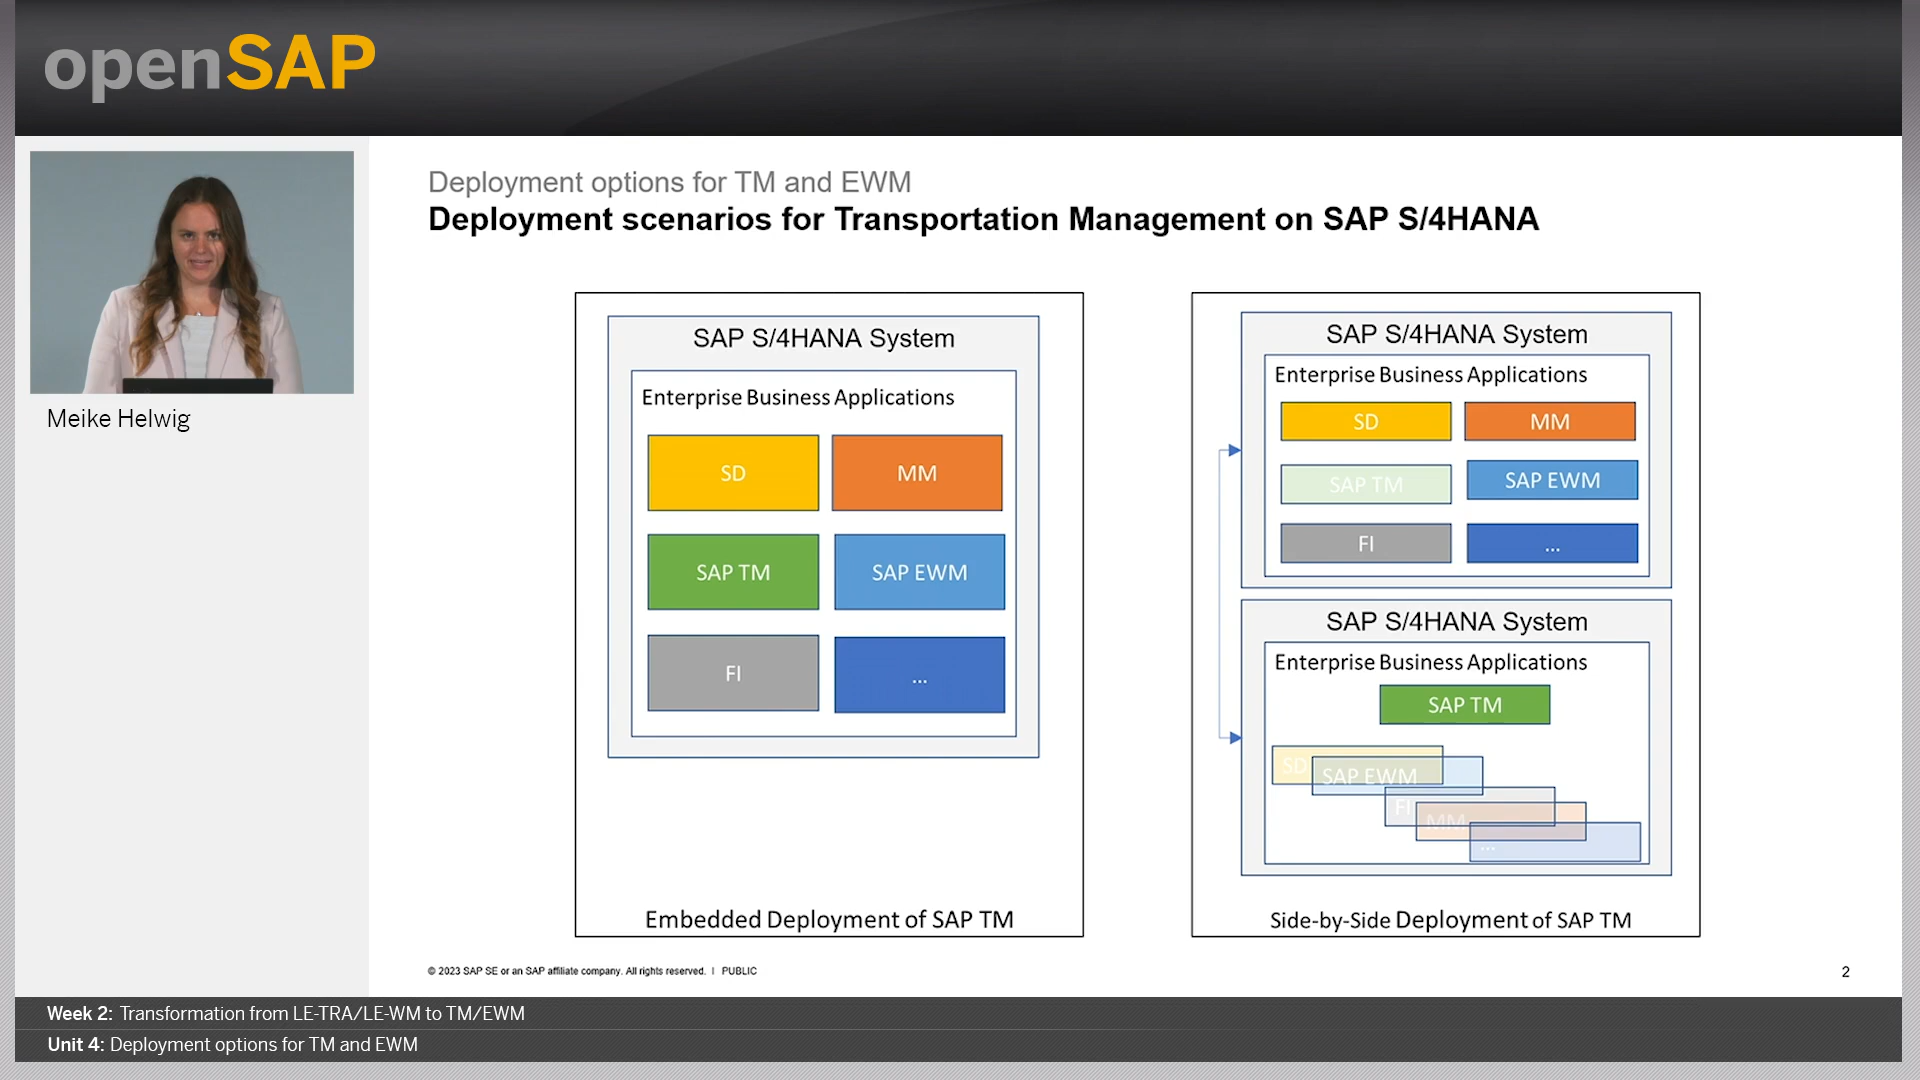 openSAP
Meike Helwig
Deployment options for TM and EWM
Deployment scenarios for Transportation Management on SAP S/4HANA
SAP S/4HANA System
Enterprise Business Applications
SD
MM
SAP TM
SAP EWM
FI
...
Embedded Deployment of SAP TM
SAP S/4HANA System
Enterprise Business Applications
SD
MM
SAP TM
SAP EWM
FI
...
SAP S/4HANA System
Enterprise Business Applications
SAP TM
SD
SAP EWM
FI
MM
...
Side-by-Side Deployment of SAP TM
© 2023 SAP SE or an SAP affiliate company. All rights reserved. | PUBLIC
2
Week 2: Transformation from LE-TRA/LE-WM to TM/EWM
Unit 4: Deployment options for TM and EWM